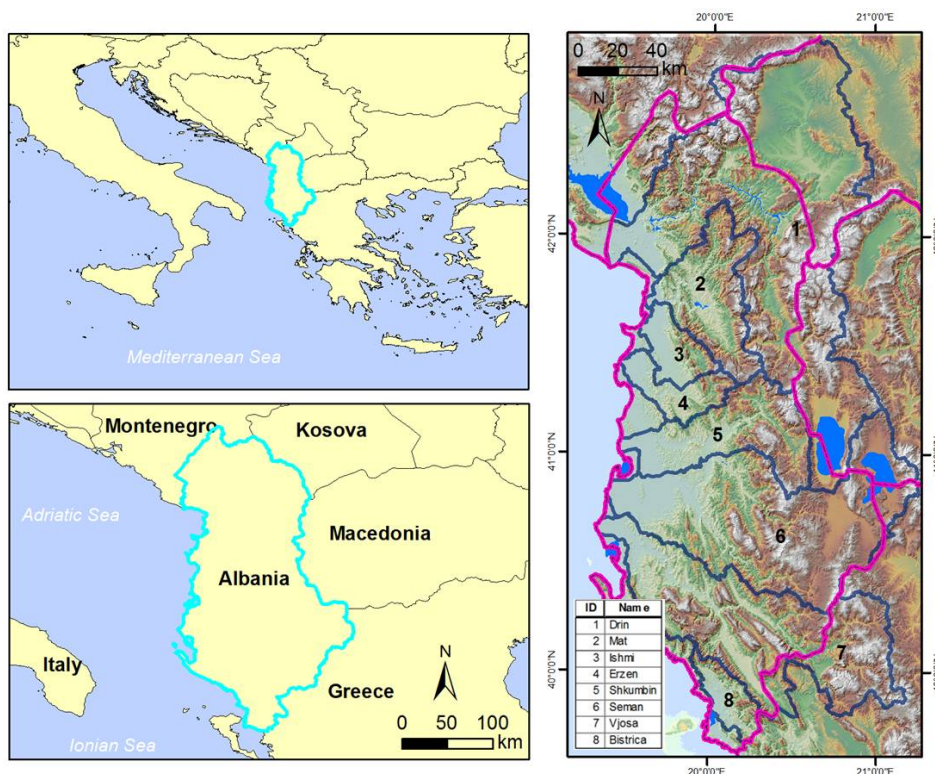 Mediterranean Sea
Montenegro
Kosova
Adriatic Sea
Macedonia
Albania
Italy
Greece
N
0 50 100
km
Ionian Sea
20°0'0"E 21°0'0"E
0 20 40
km
N
42°0'0"N
41°0'0"N
40°0'0"N
1
2
3
4
5
6
7
8
ID Name
1 Drin
2 Mat
3 Ishmi
4 Erzen
5 Shkumbin
6 Seman
7 Vjosa
8 Bistrica
20°0'0"E 21°0'0"E